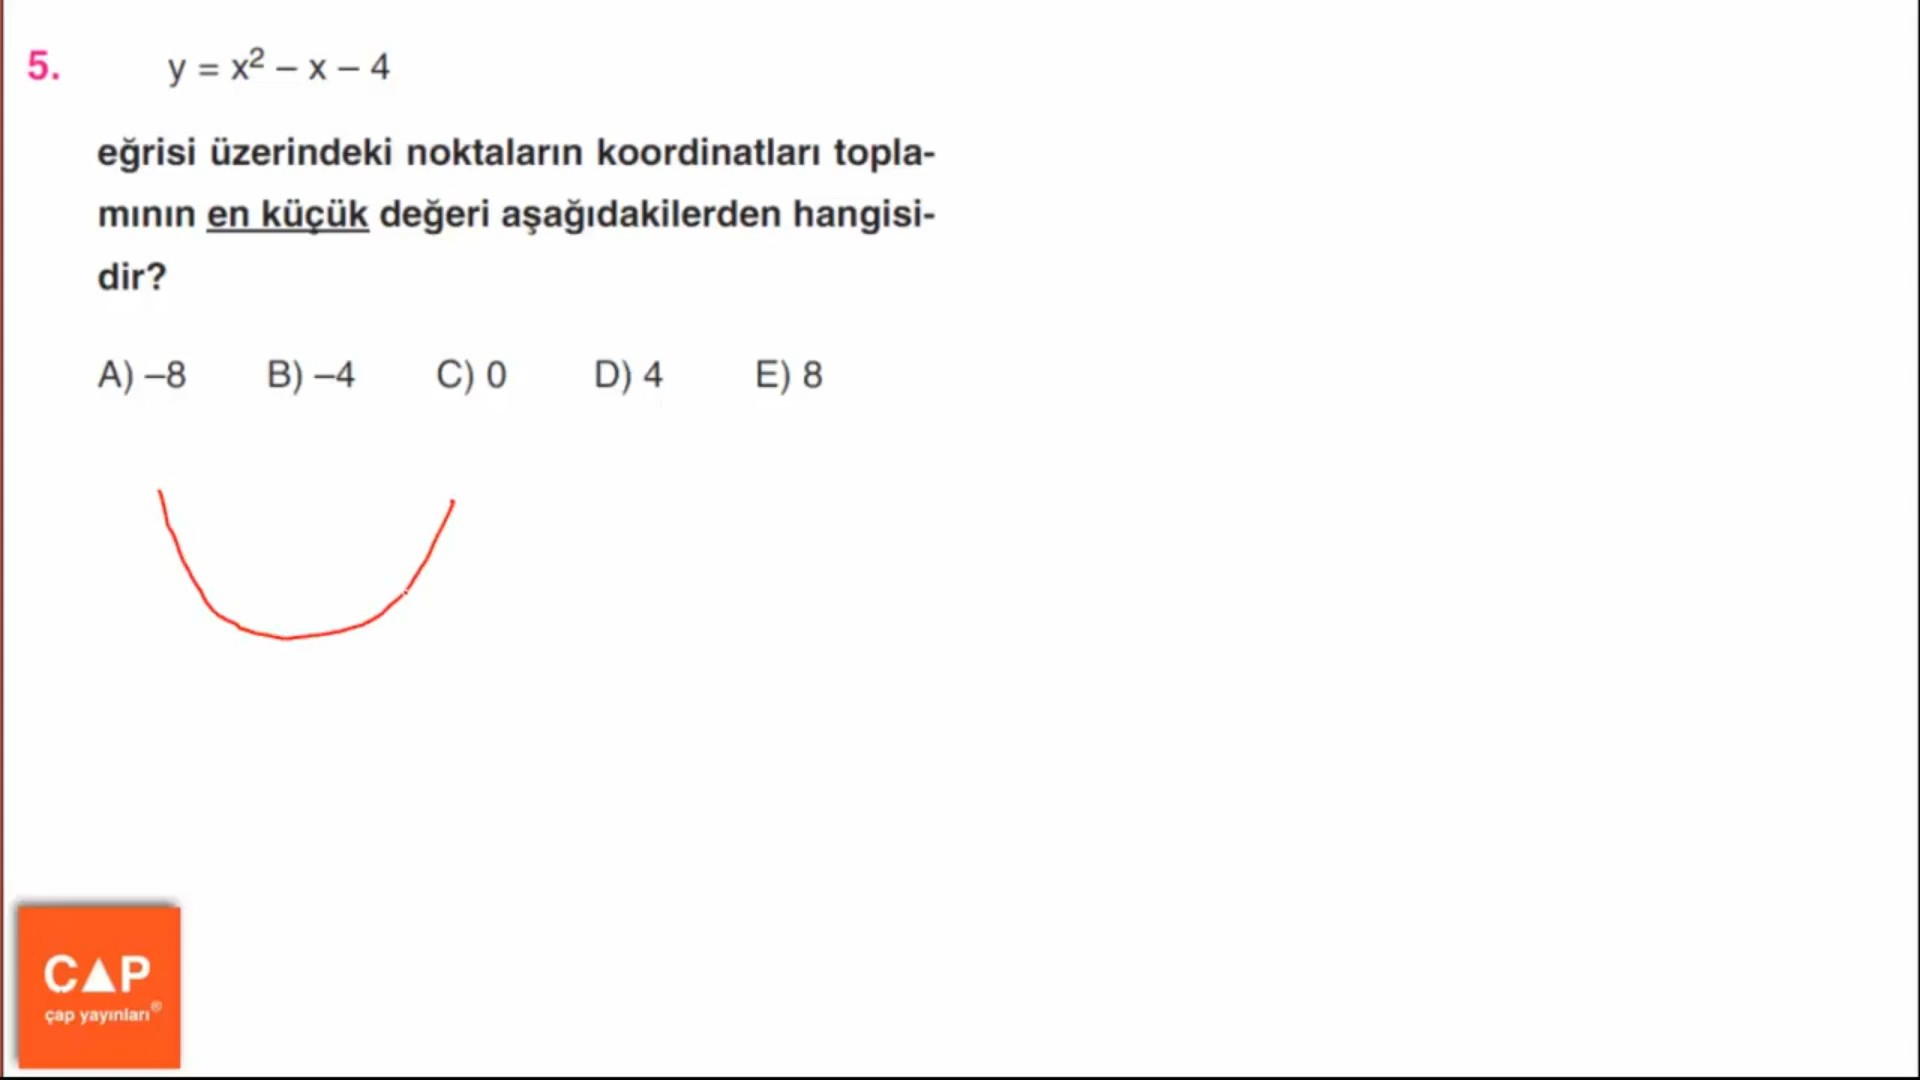 5. y = x² – x – 4
eğrisi üzerindeki noktaların koordinatları topla-
mının en küçük değeri aşağıdakilerden hangisi-
dir?
A) –8 B) –4 C) 0 D) 4 E) 8
ÇAP
çap yayınları®